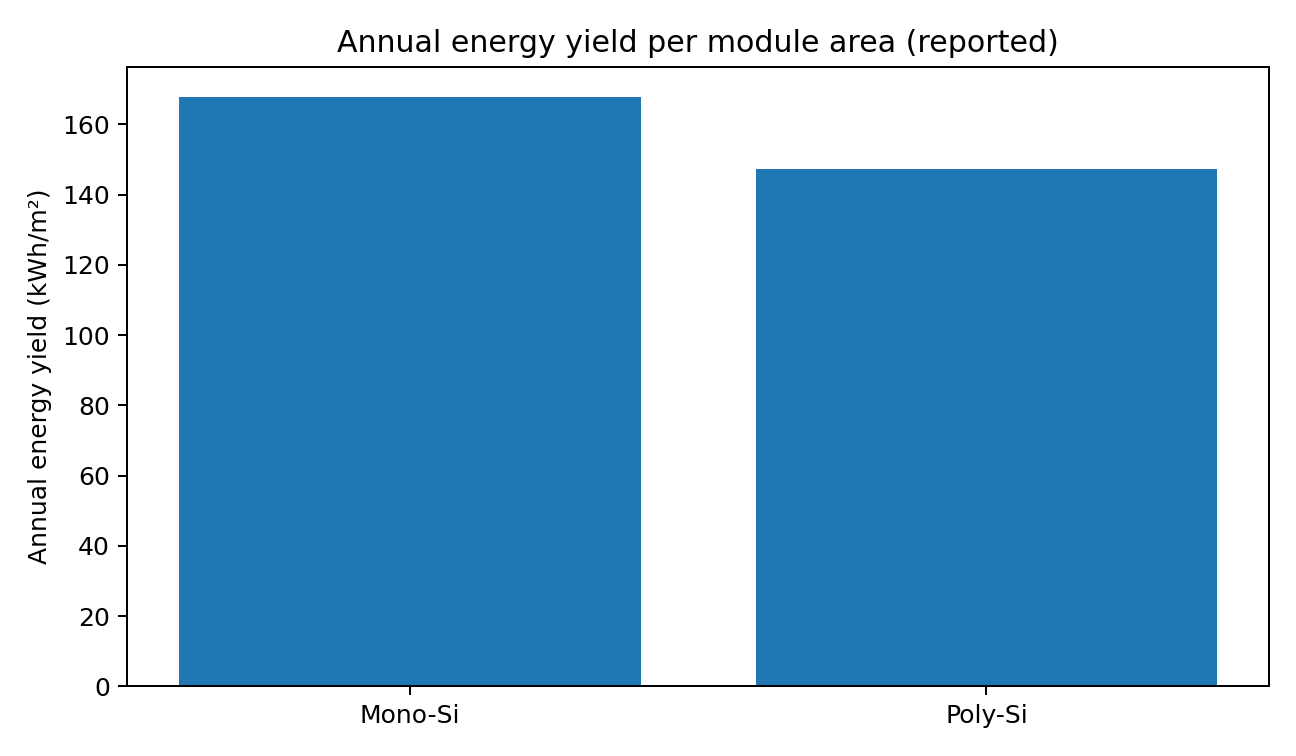 Annual energy yield per module area (reported)
Annual energy yield (kWh/m²)
160
140
120
100
80
60
40
20
0
Mono-Si
Poly-Si